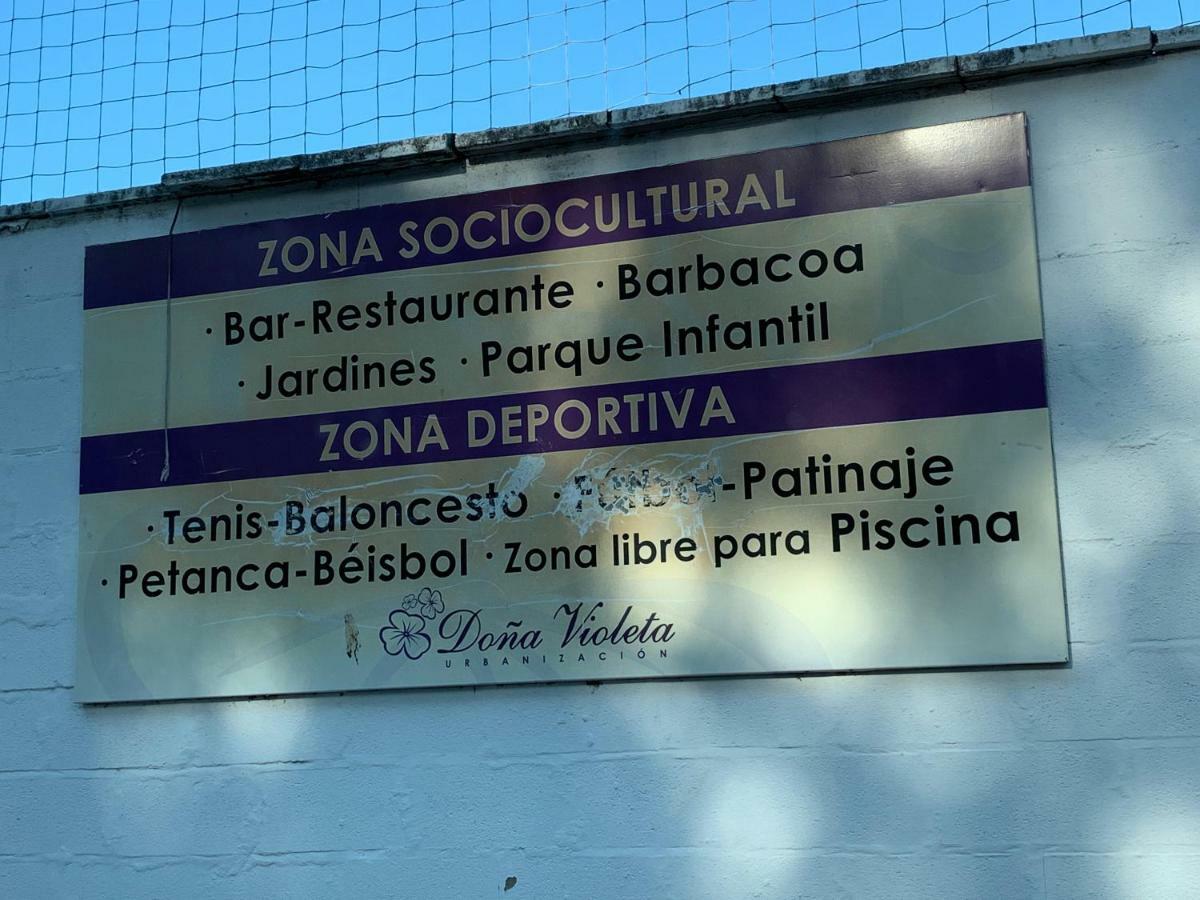 ZONA SOCIOCULTURAL
· Bar-Restaurante · Barbacoa
· Jardines · Parque Infantil
ZONA DEPORTIVA
· Tenis-Baloncesto · Fútbol-Patinaje
· Petanca-Béisbol · Zona libre para Piscina
Doña Violeta
URBANIZACIÓN